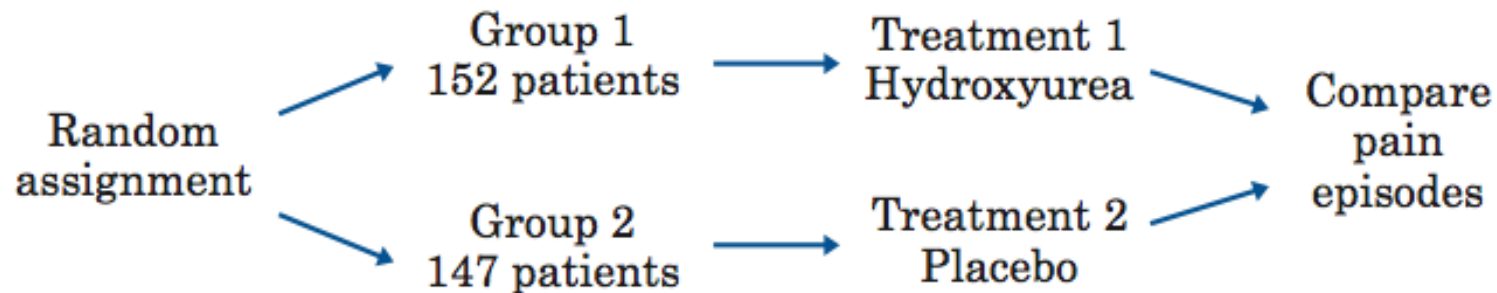 Random
assignment
Group 1
152 patients
Treatment 1
Hydroxyurea
Group 2
147 patients
Treatment 2
Placebo
Compare
pain
episodes